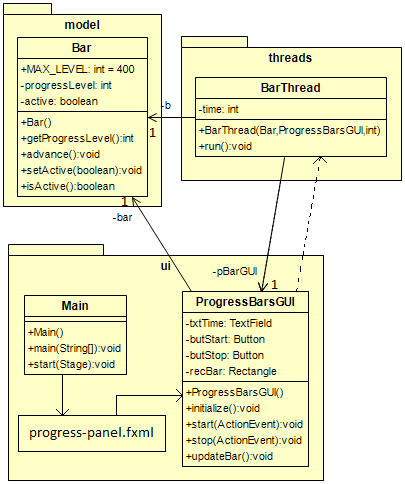 model
Bar
+MAX_LEVEL: int = 400
-progressLevel: int
-active: boolean
+Bar()
+getProgressLevel():int
+advance():void
+setActive(boolean):void
+isActive():boolean
threads
BarThread
-time: int
+BarThread(Bar,ProgressBarsGUI,int)
+run():void
-b
1
1
-bar
-pBarGUI
1
ui
Main
+Main()
+main(String[]):void
+start(Stage):void
progress-panel.fxml
ProgressBarsGUI
-txtTime: TextField
-butStart: Button
-butStop: Button
-recBar: Rectangle
+ProgressBarsGUI()
+initialize():void
+start(ActionEvent):void
+stop(ActionEvent):void
+updateBar():void